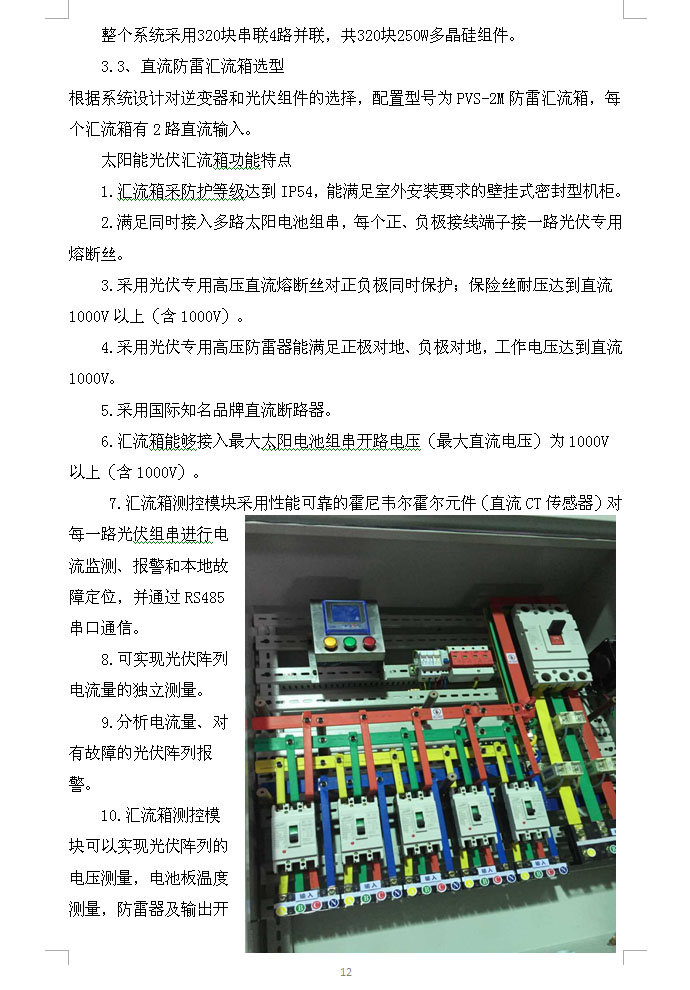 整个系统采用320块串联4路并联，共320块250W多晶硅组件。
3.3、直流防雷汇流箱选型
根据系统设计对逆变器和光伏组件的选择，配置型号为 PVS-2M 防雷汇流箱，每
个汇流箱有 2 路直流输入。
太阳能光伏汇流箱功能特点
1.汇流箱采防护等级达到 IP54，能满足室外安装要求的壁挂式密封型机柜。
2.满足同时接入多路太阳电池组串，每个正、负极接线端子接一路光伏专用
熔断丝。
3.采用光伏专用高压直流熔断丝对正负极同时保护；保险丝耐压达到直流
1000V 以上（含 1000V）。
4.采用光伏专用高压防雷器能满足正极对地、负极对地，工作电压达到直流
1000V。
5.采用国际知名品牌直流断路器。
6.汇流箱能够接入最大太阳电池组串开路电压（最大直流电压）为 1000V
以上（含 1000V）。
7.汇流箱测控模块采用性能可靠的霍尼韦尔霍尔元件（直流 CT 传感器）对
每一路光伏组串进行电
流监测、报警和本地故
障定位，并通过 RS485
串口通信。
8.可实现光伏阵列
电流量的独立测量。
9.分析电流量、对
有故障的光伏阵列报
警。
10.汇流箱测控模
块可以实现光伏阵列的
电压测量，电池板温度
测量，防雷器及输出开
输入
输入
输入
输入
B C N
B C N
B C N
B C N
12